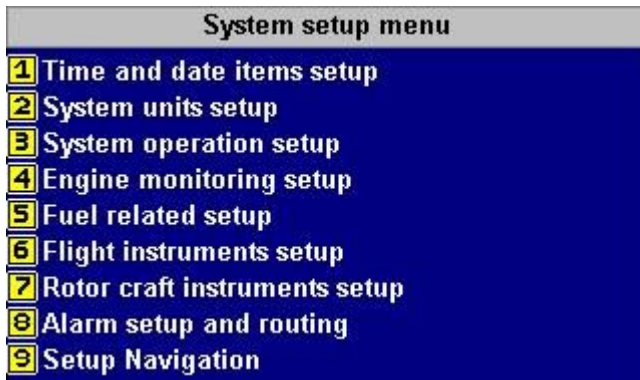 System setup menu
1 Time and date items setup
2 System units setup
3 System operation setup
4 Engine monitoring setup
5 Fuel related setup
6 Flight instruments setup
7 Rotor craft instruments setup
8 Alarm setup and routing
9 Setup Navigation